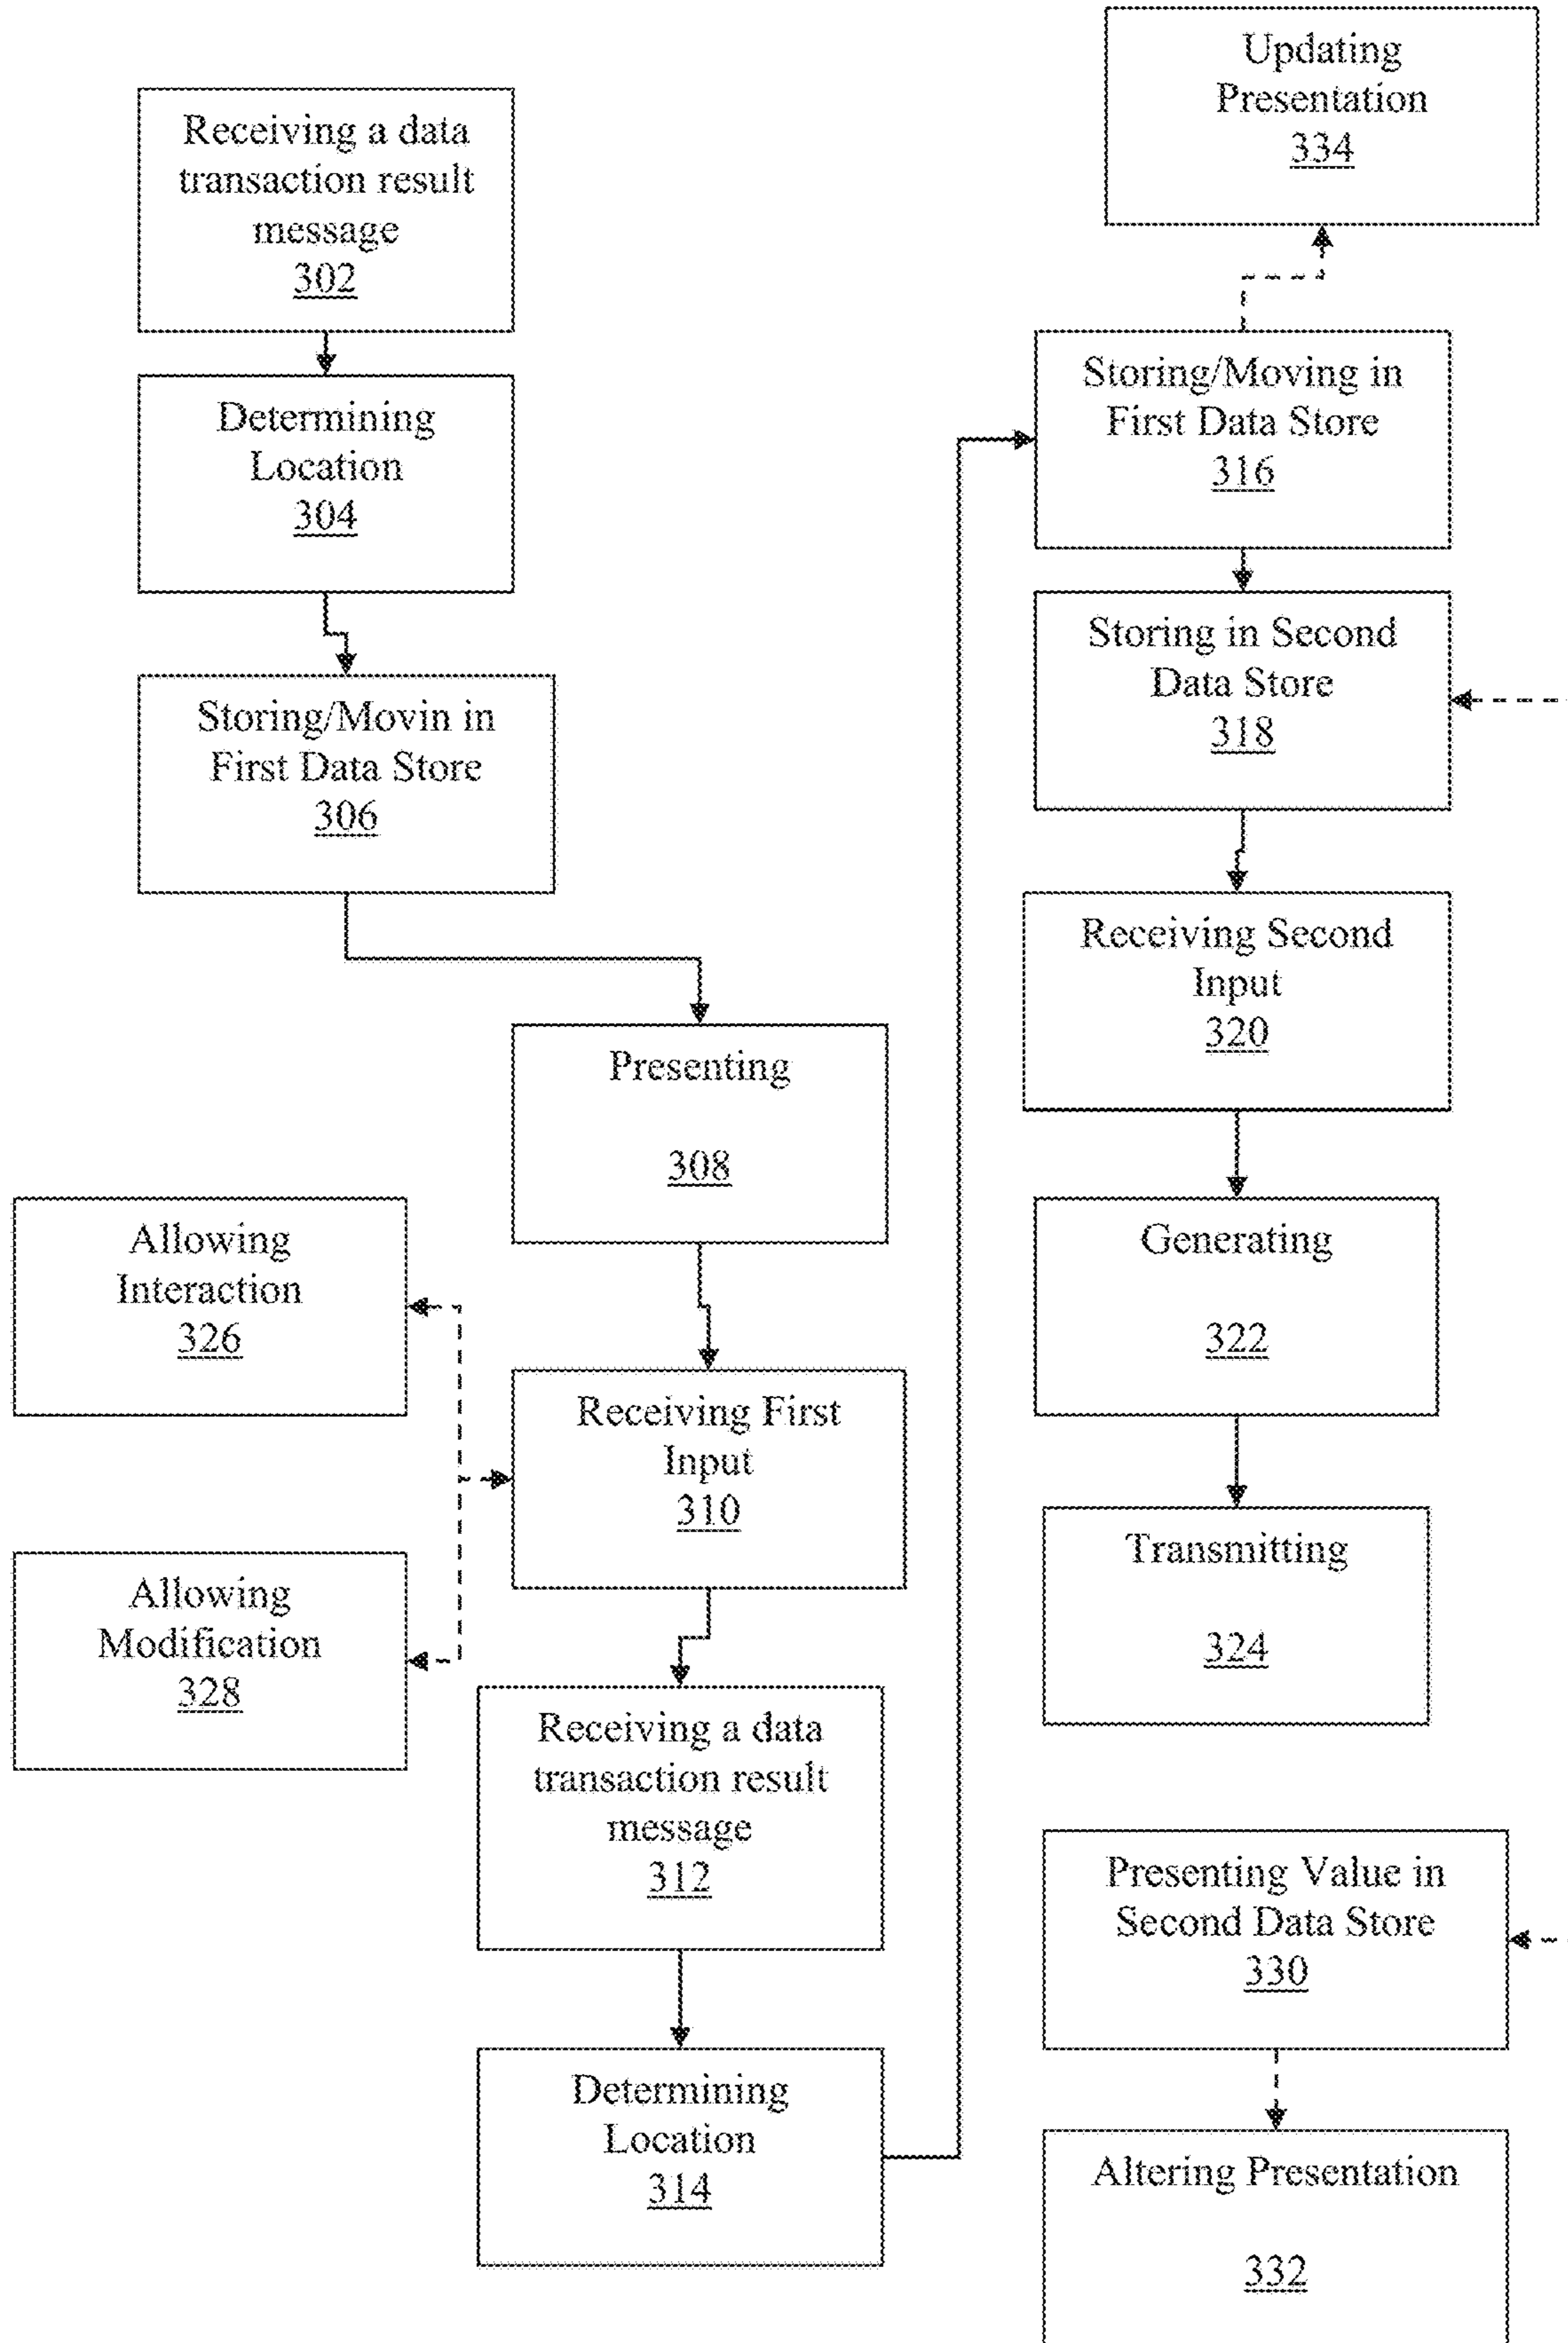 Receiving a data
transaction result
message
302
Determining
Location
304
Storing/Movin in
First Data Store
306
Presenting
308
Allowing
Interaction
326
Receiving First
Input
310
Allowing
Modification
328
Receiving a data
transaction result
message
312
Determining
Location
314
Updating
Presentation
334
Storing/Moving in
First Data Store
316
Storing in Second
Data Store
318
Receiving Second
Input
320
Generating
322
Transmitting
324
Presenting Value in
Second Data Store
330
Altering Presentation
332